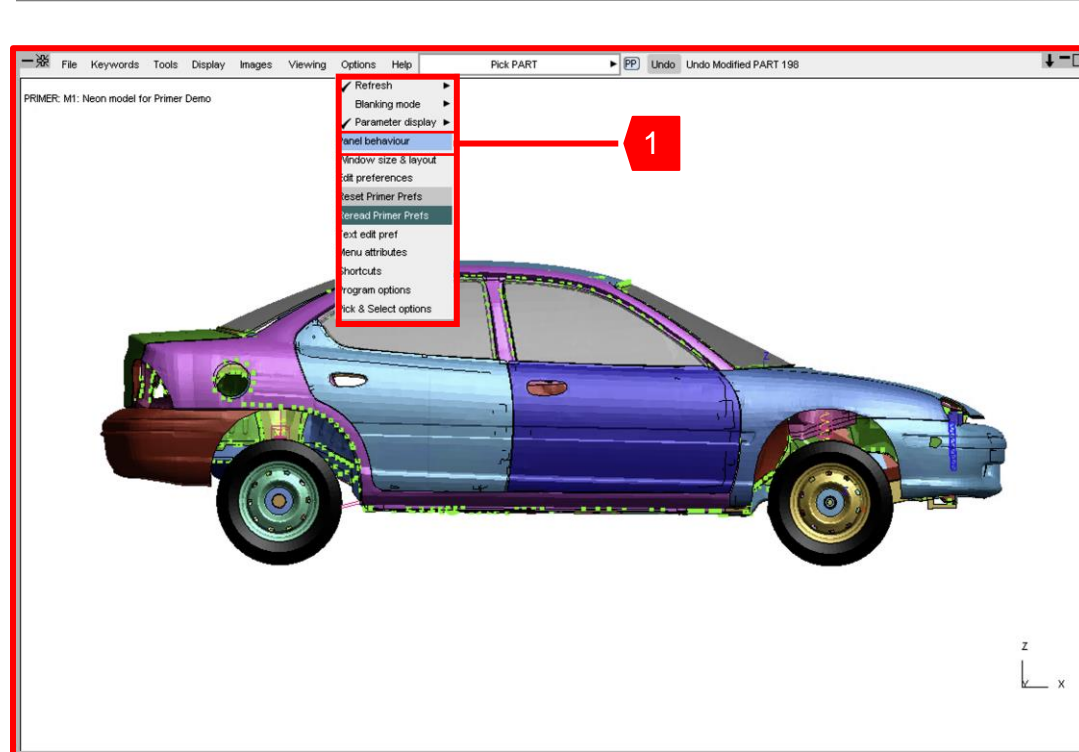 File Keywords Tools Display Images Viewing Options Help Pick PART PP Undo Undo Modified PART 198
PRIMER: M1: Neon model for Primer Demo
Refresh
Blanking mode
Parameter display
Panel behaviour
1
Window size & layout
Edit preferences
Reset Primer Prefs
Reread Primer Prefs
Text edit pref
Menu attributes
Shortcuts
Program options
Pick & Select options
Z
Z
Y X